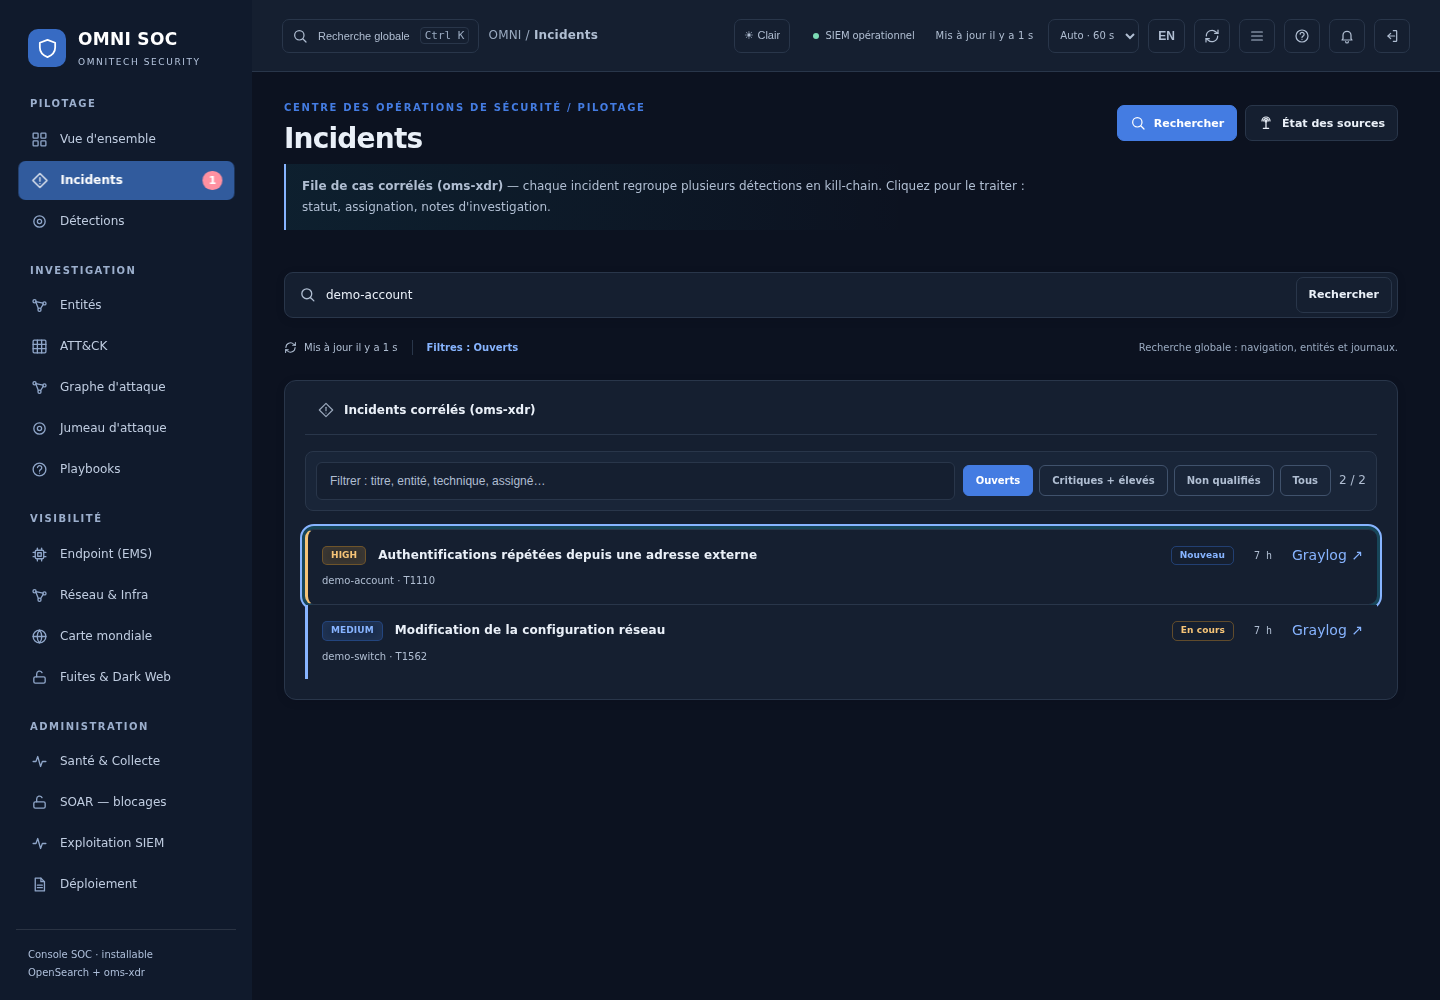 OMNI SOC
OMNITECH SECURITY
PILOTAGE
Vue d'ensemble
Incidents 1
Détections
INVESTIGATION
Entités
ATT&CK
Graphe d'attaque
Jumeau d'attaque
Playbooks
VISIBILITÉ
Endpoint (EMS)
Réseau & Infra
Carte mondiale
Fuites & Dark Web
ADMINISTRATION
Santé & Collecte
SOAR — blocages
Exploitation SIEM
Déploiement
Console SOC · installable
OpenSearch + oms-xdr
Recherche globale Ctrl K OMNI / Incidents ☀ Clair SIEM opérationnel Mis à jour il y a 1 s Auto · 60 s EN
CENTRE DES OPÉRATIONS DE SÉCURITÉ / PILOTAGE
Incidents
Rechercher État des sources
File de cas corrélés (oms-xdr) — chaque incident regroupe plusieurs détections en kill-chain. Cliquez pour le traiter :
statut, assignation, notes d'investigation.
demo-account Rechercher
Mis à jour il y a 1 s Filtres : Ouverts Recherche globale : navigation, entités et journaux.
Incidents corrélés (oms-xdr)
Filtrer : titre, entité, technique, assigné… Ouverts Critiques + élevés Non qualifiés Tous 2 / 2
HIGH Authentifications répétées depuis une adresse externe Nouveau 7 h Graylog ↗
demo-account · T1110
MEDIUM Modification de la configuration réseau En cours 7 h Graylog ↗
demo-switch · T1562